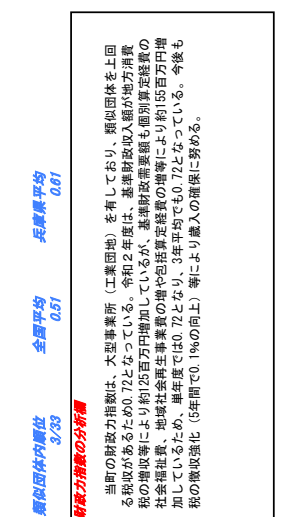 類似団体内順位 全国平均 兵庫県平均
3/33 0.51 0.61
財政力指数の分析欄
当町の財政力指数は、大型事業所（工業団地）を有しており、類似団体を上回
る税収があるため0.72となっている。令和２年度は、基準財政収入額が地方消費
税の増収等により約125百万円増加しているが、基準財政需要額も個別算定経費の
社会福祉費、地域社会再生事業費の増や包括算定経費の増等により約155百万円増
加しているため、単年度では0.72となり、3年平均でも0.72となっている。今後も
税の徴収強化（5年間で0.1%の向上）等により歳入の確保に努める。